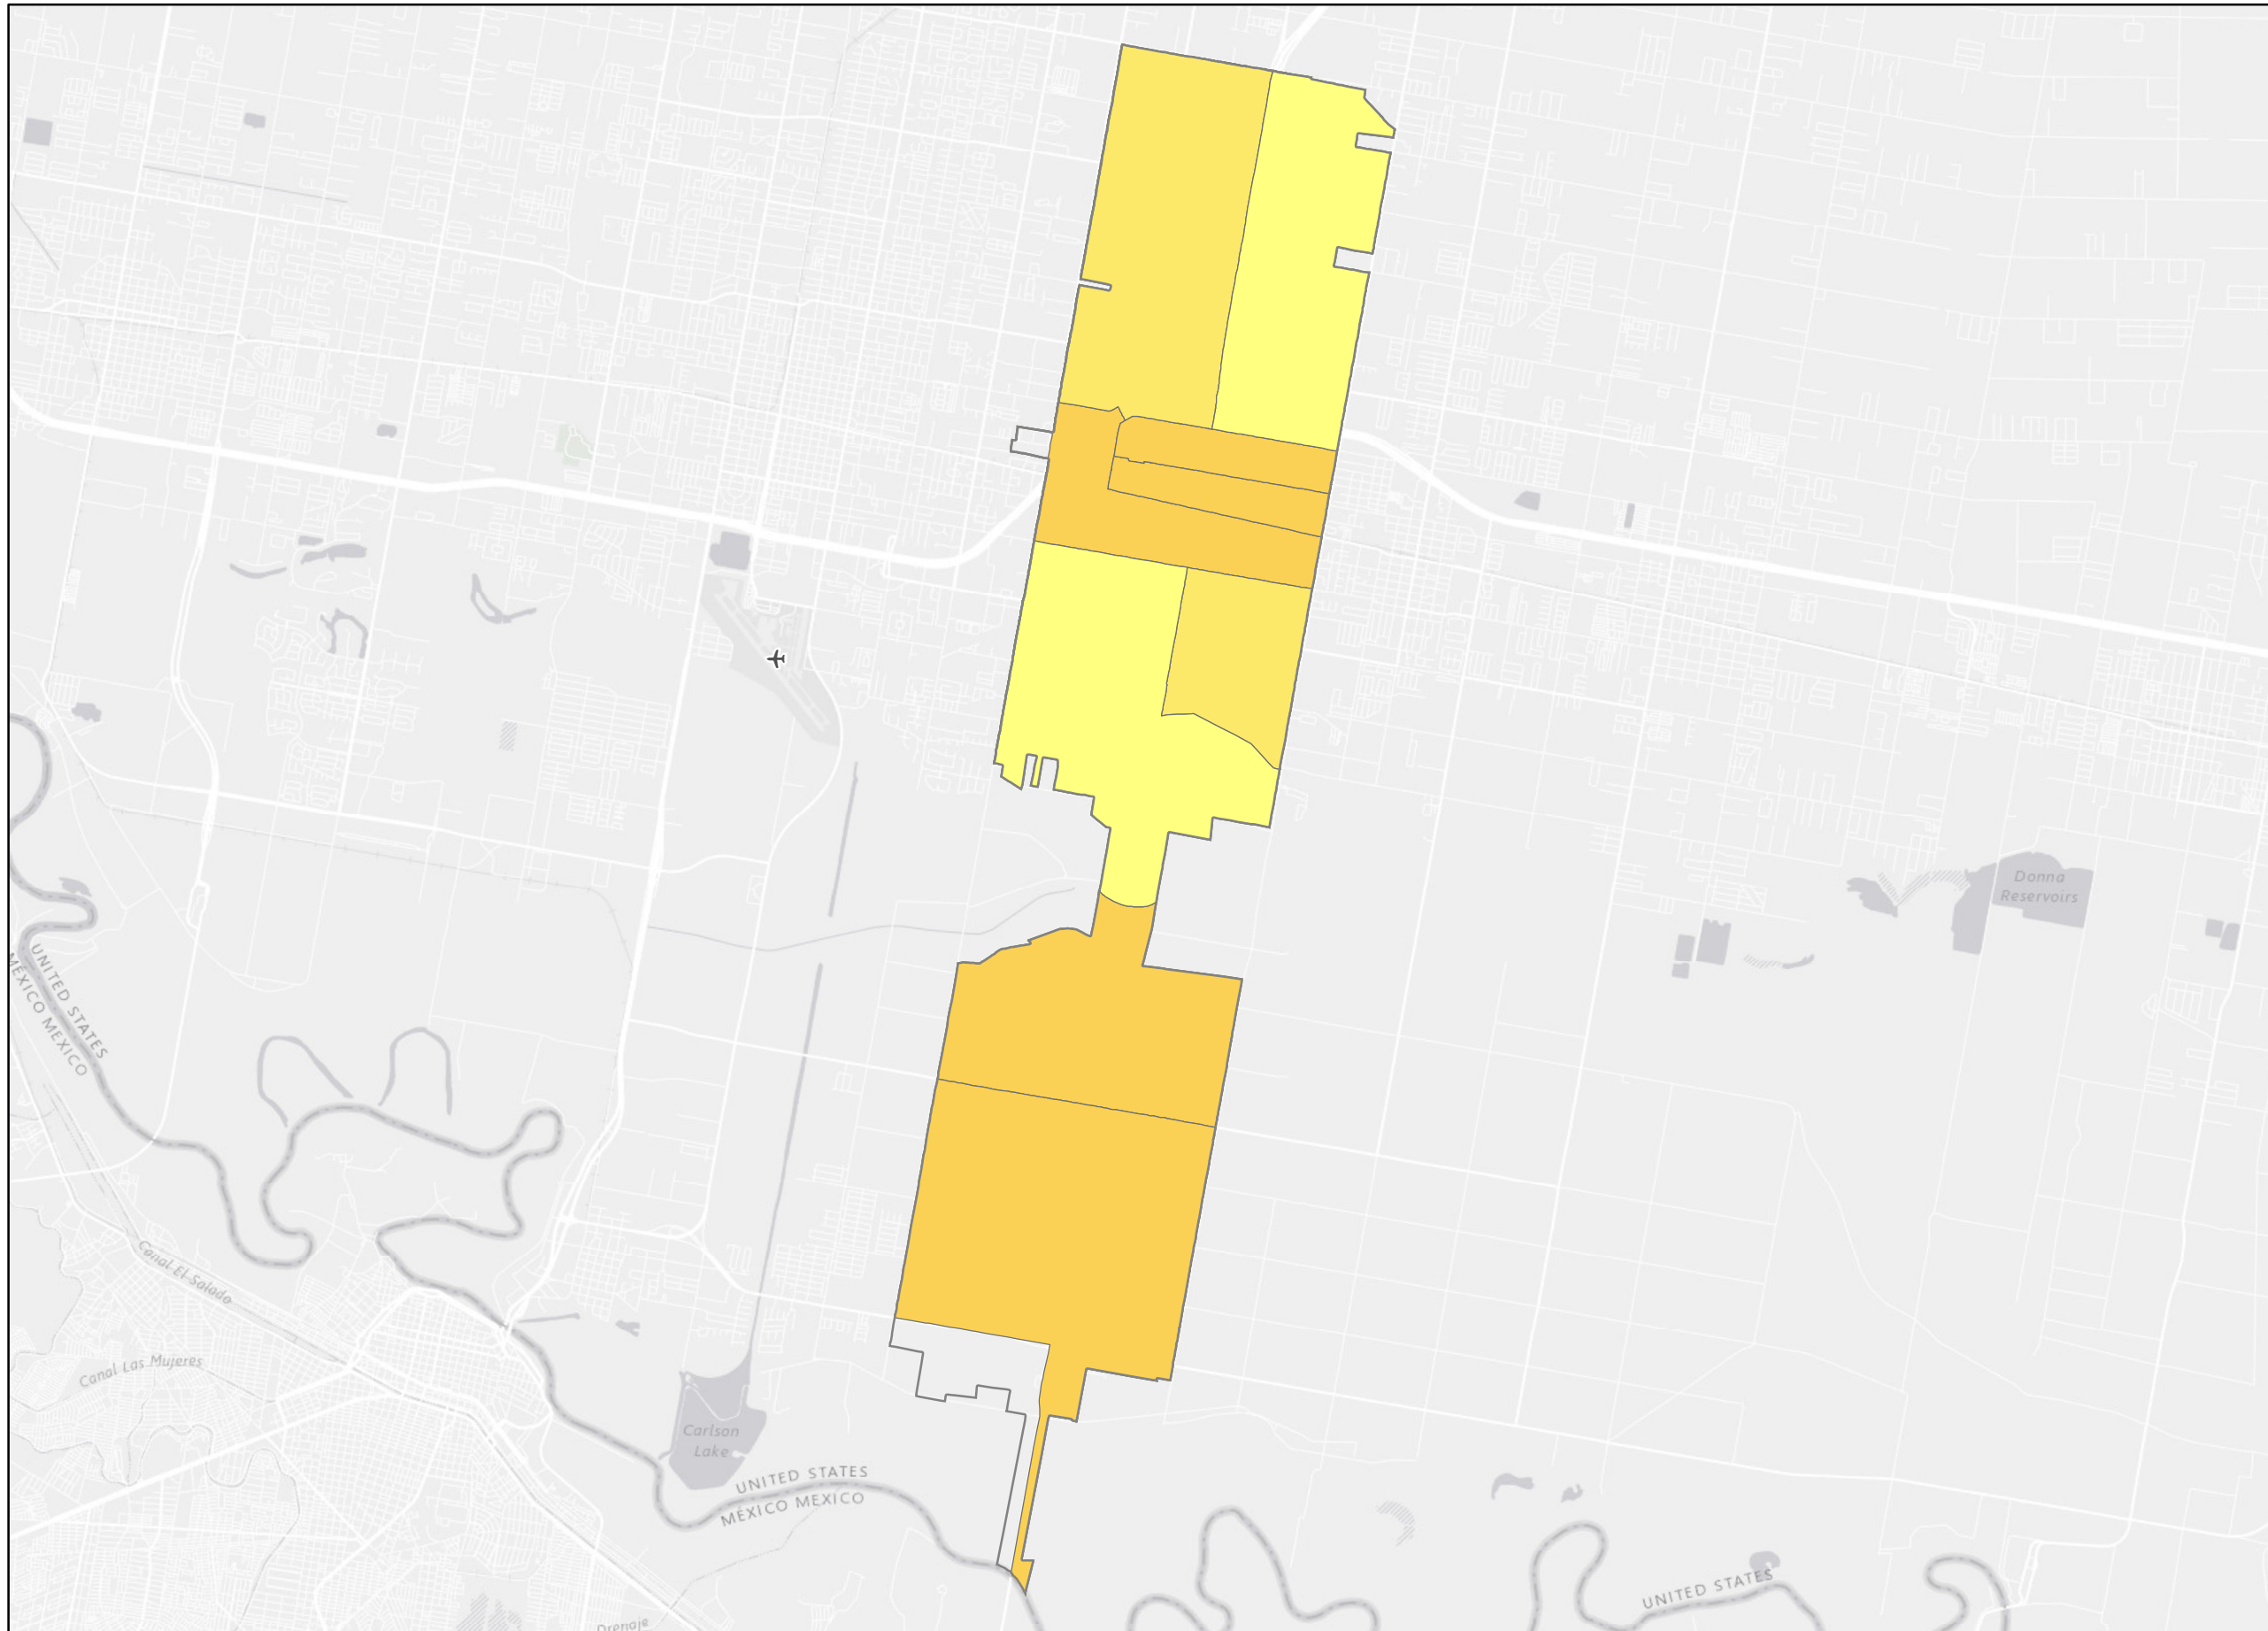 Donna
Reservoirs
UNITED STATES
MÉXICO MEXICO
Canal El Salado
Canal Las Mujeres
Carlson
Lake
UNITED STATES
MÉXICO MEXICO
UNITED STATES
Drenaje